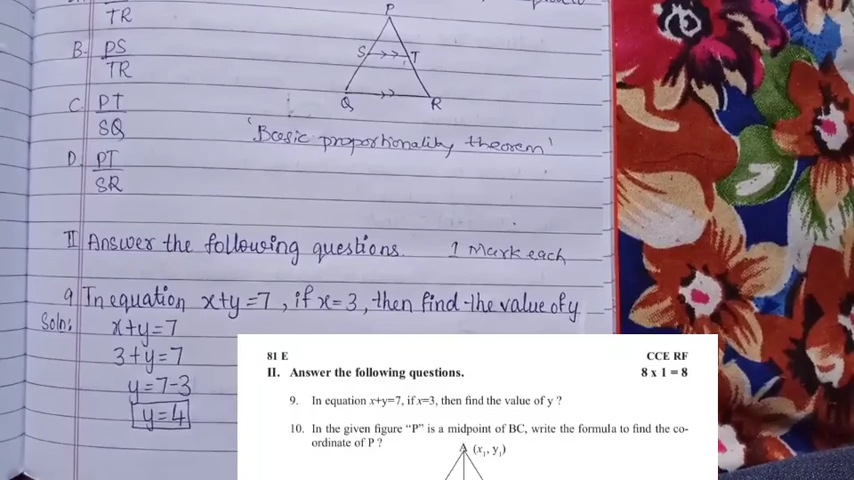 TR
P
B. PS
TR
S T
C. PT
SQ
Q R
'Basic proportionality theorem'
D. PT
SR
II Answer the following questions. 1 Mark each
9 In equation x+y=7, if x=3, then find the value of y
Soln: x+y=7
3+y=7
y=7-3
y=4
81 E CCE RF
II. Answer the following questions. 8 x 1 = 8
9. In equation x+y=7, if x=3, then find the value of y ?
10. In the given figure "P" is a midpoint of BC, write the formula to find the co-
ordinate of P ?
A (x₁, y₁)